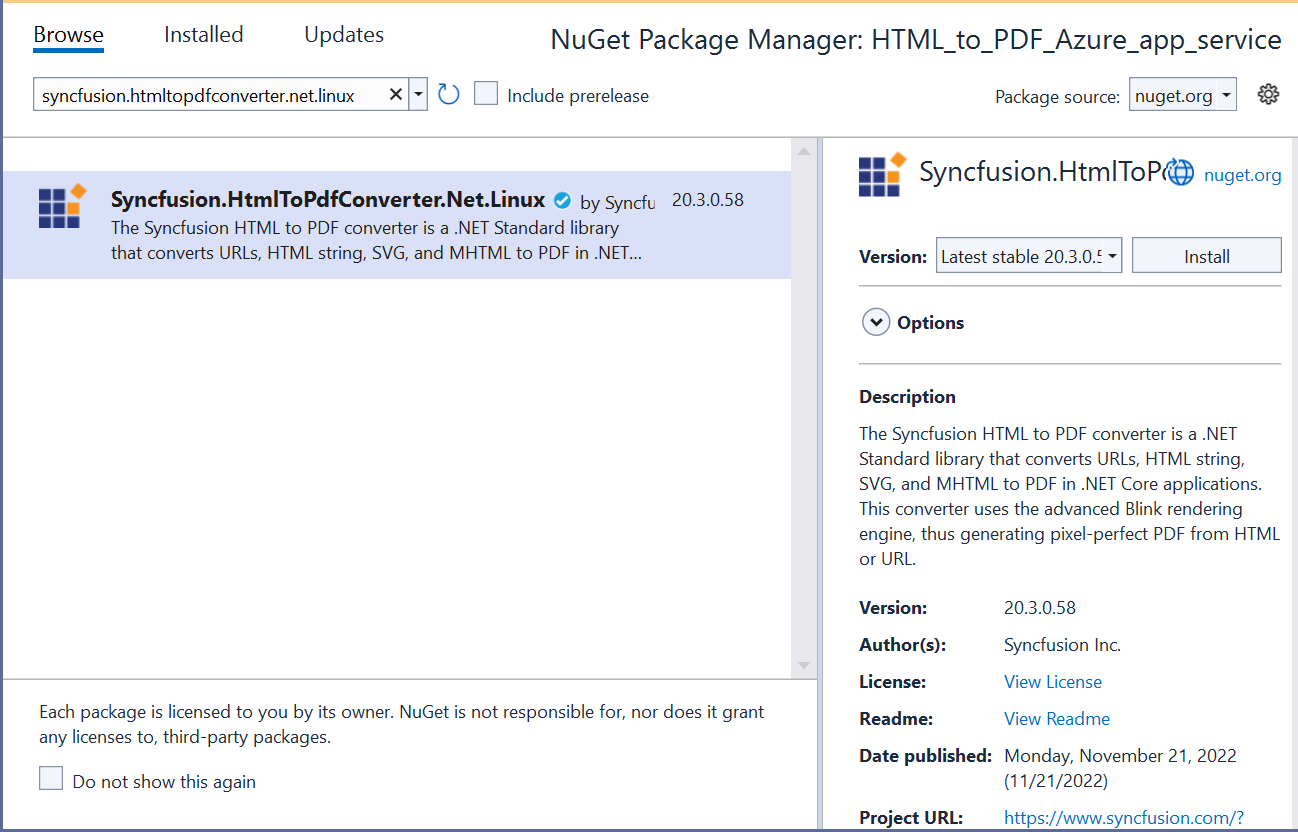 Browse Installed Updates
NuGet Package Manager: HTML_to_PDF_Azure_app_service
syncfusion.htmltopdfconverter.net.linux
Include prerelease
Package source: nuget.org
Syncfusion.HtmlToPdfConverter.Net.Linux by Syncfu 20.3.0.58
The Syncfusion HTML to PDF converter is a .NET Standard library
that converts URLs, HTML string, SVG, and MHTML to PDF in .NET...
Each package is licensed to you by its owner. NuGet is not responsible for, nor does it grant
any licenses to, third-party packages.
Do not show this again
Syncfusion.HtmlToP nuget.org
Version: Latest stable 20.3.0.5 Install
Options
Description
The Syncfusion HTML to PDF converter is a .NET
Standard library that converts URLs, HTML string,
SVG, and MHTML to PDF in .NET Core applications.
This converter uses the advanced Blink rendering
engine, thus generating pixel-perfect PDF from HTML
or URL.
Version: 20.3.0.58
Author(s): Syncfusion Inc.
License: View License
Readme: View Readme
Date published: Monday, November 21, 2022
(11/21/2022)
Project URL: https://www.syncfusion.com/?